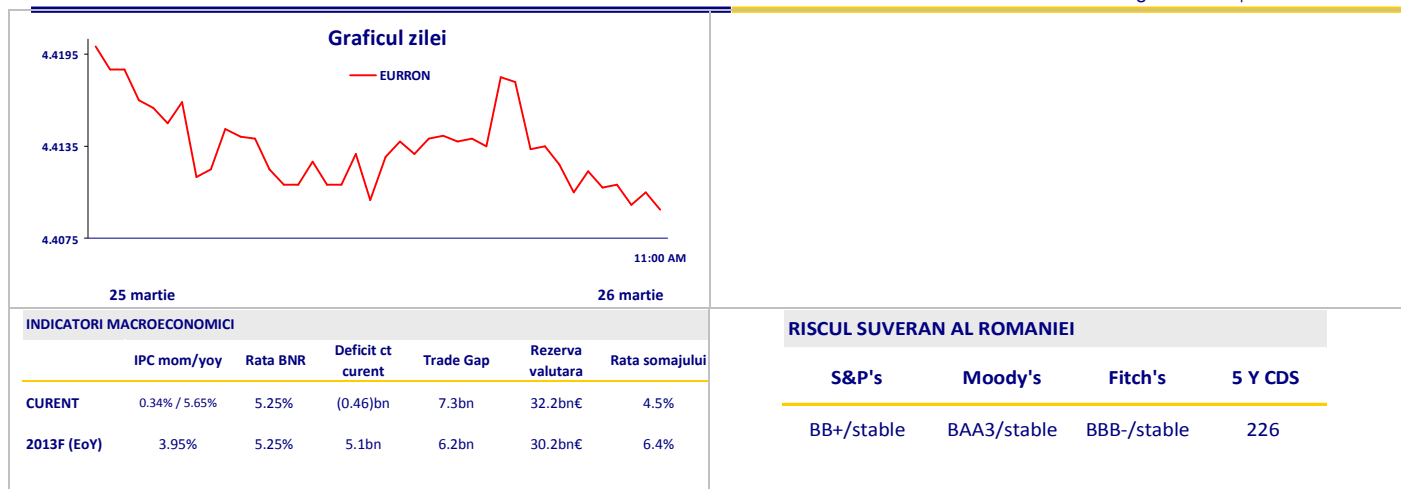 Graficul zilei
EURRON
4.4195
4.4135
4.4075
11:00 AM
25 martie 26 martie
INDICATORI MACROECONOMICI
IPC mom/yoy Rata BNR Deficit ct curent Trade Gap Rezerva valutara Rata somajului
CURENT 0.34% / 5.65% 5.25% (0.46)bn 7.3bn 32.2bn€ 4.5%
2013F (EoY) 3.95% 5.25% 5.1bn 6.2bn 30.2bn€ 6.4%
RISCUL SUVERAN AL ROMANIEI
S&P's Moody's Fitch's 5 Y CDS
BB+/stable BAA3/stable BBB-/stable 226